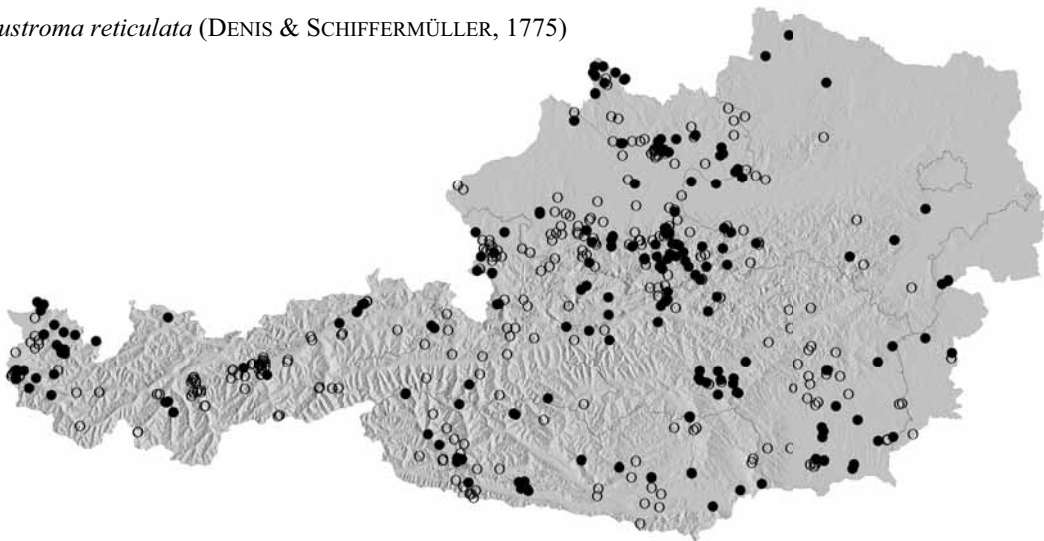 ustroma reticulata (DENIS & SCHIFFERMÜLLER, 1775)